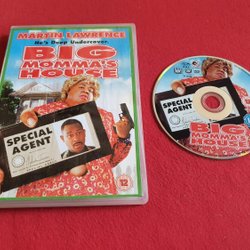 MARTIN LAWRENCE
He's Deep Undercover.
BIG
MOMMA'S
HOUSE
SPECIAL
AGENT
12
SPECIAL
AGENT
BIG
MOMMA'S
HOUSE